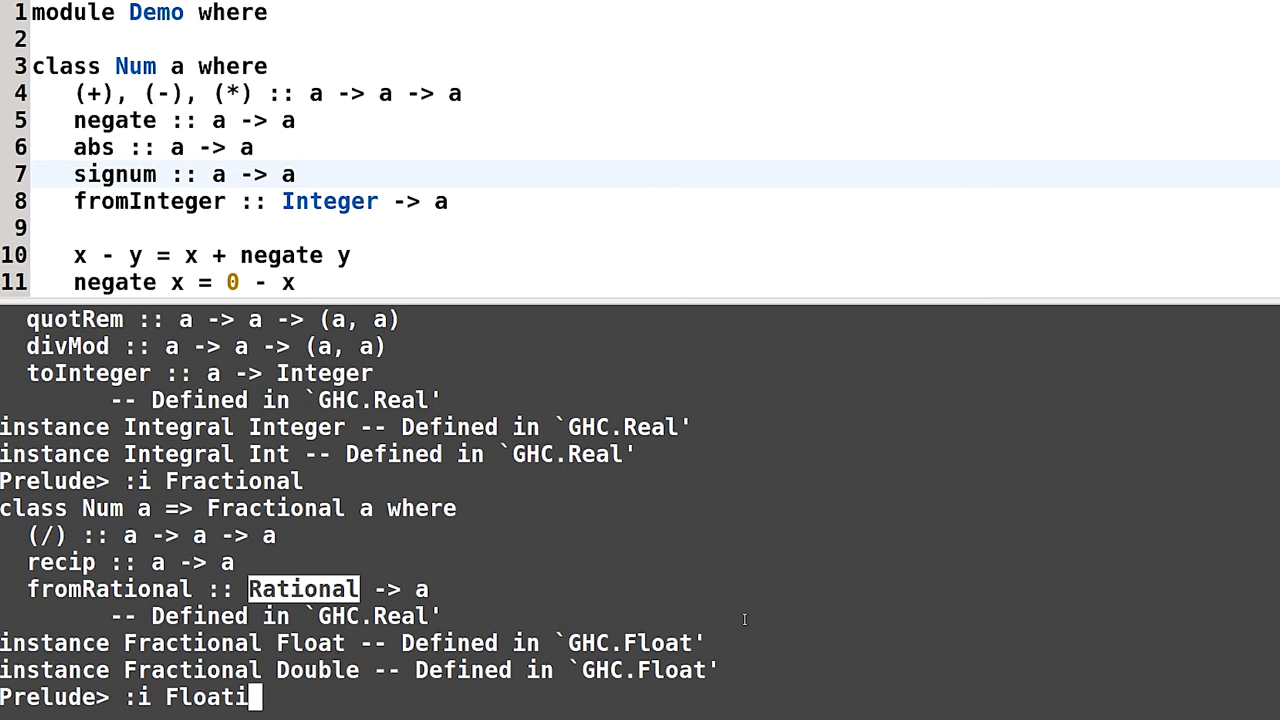 1 module Demo where
2
3 class Num a where
4    (+), (-), (*) :: a -> a -> a
5    negate :: a -> a
6    abs :: a -> a
7    signum :: a -> a
8    fromInteger :: Integer -> a
9
10    x - y = x + negate y
11    negate x = 0 - x
  quotRem :: a -> a -> (a, a)
  divMod :: a -> a -> (a, a)
  toInteger :: a -> Integer
        -- Defined in `GHC.Real'
instance Integral Integer -- Defined in `GHC.Real'
instance Integral Int -- Defined in `GHC.Real'
Prelude> :i Fractional
class Num a => Fractional a where
  (/) :: a -> a -> a
  recip :: a -> a
  fromRational :: Rational -> a
        -- Defined in `GHC.Real'
instance Fractional Float -- Defined in `GHC.Float'
instance Fractional Double -- Defined in `GHC.Float'
Prelude> :i Floati